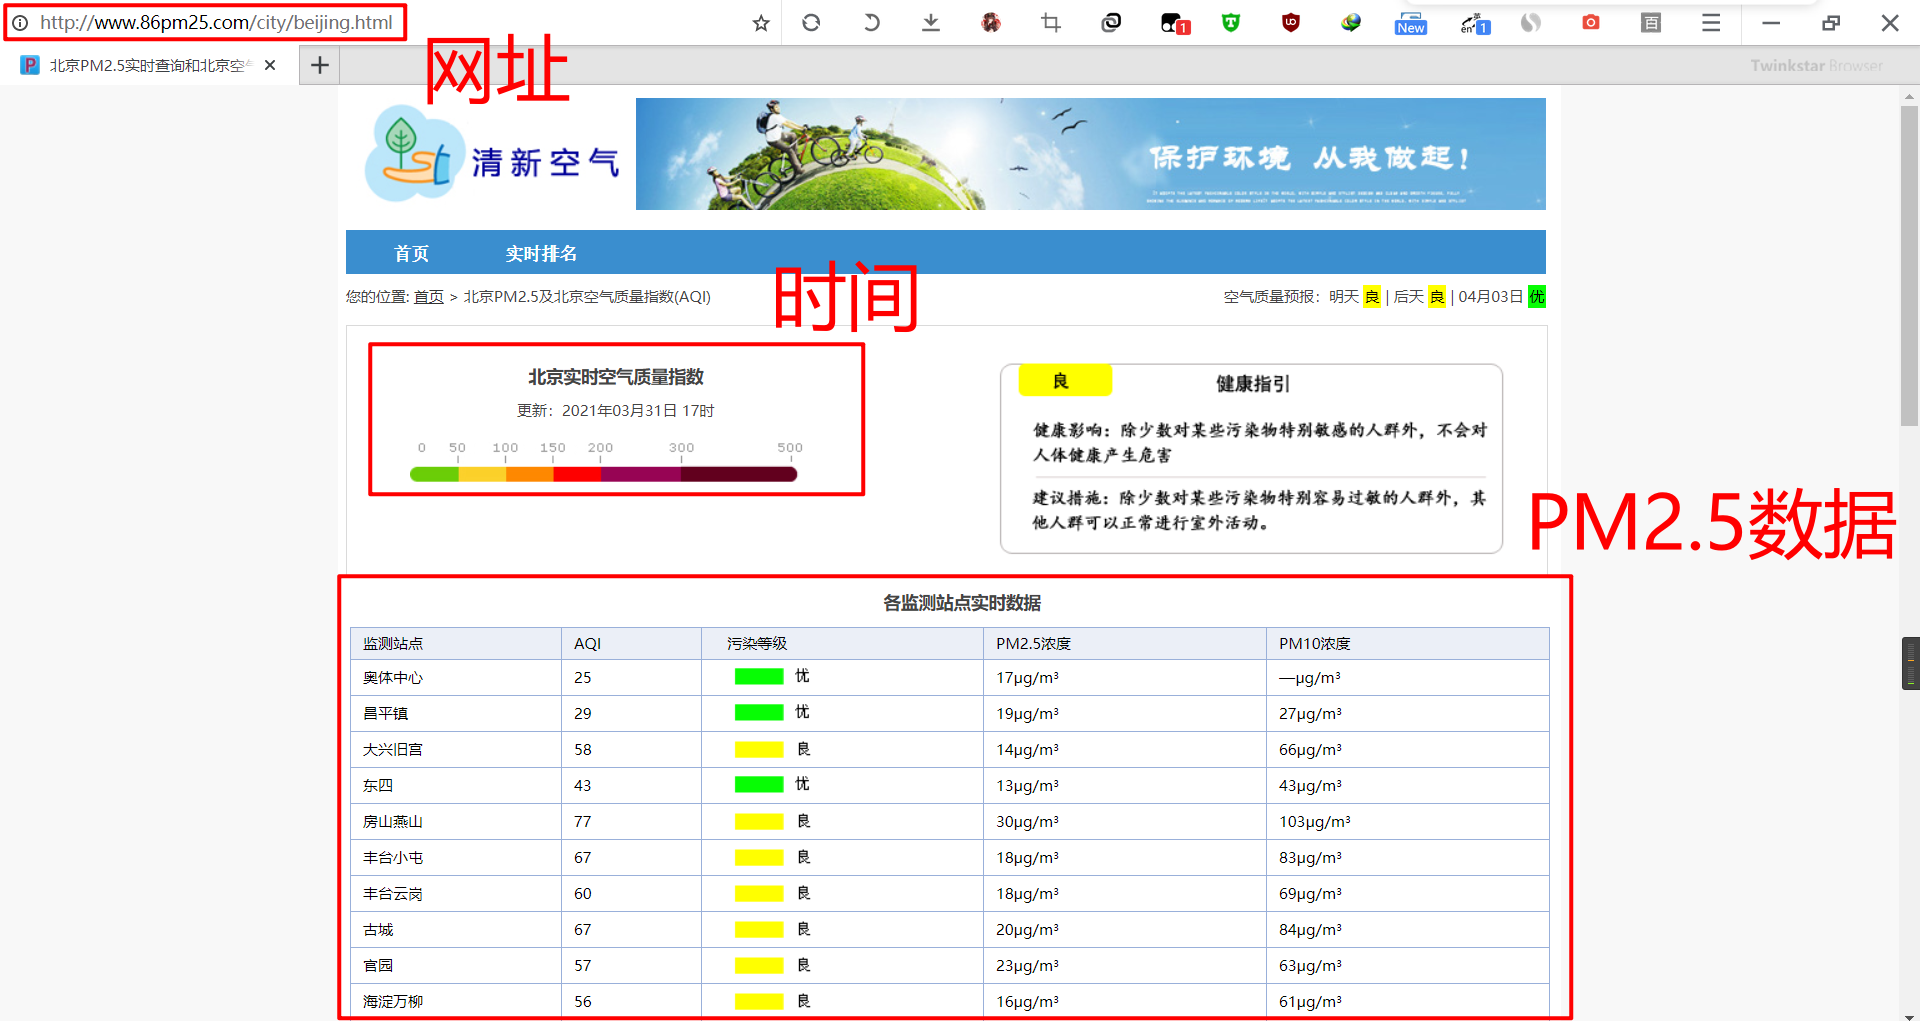 http://www.86pm25.com/city/beijing.html
1
New
en
1
百
网址
P 北京PM2.5实时查询和北京空气
Twinkstar Browser
清新空气
保护环境 从我做起!
首页 实时排名
时间
您的位置: 首页 > 北京PM2.5及北京空气质量指数(AQI)
空气质量预报: 明天 良 | 后天 良 | 04月03日 优
北京实时空气质量指数
更新: 2021年03月31日 17时
0 50 100 150 200 300 500
良
健康指引
健康影响: 除少数对某些污染物特别敏感的人群外, 不会对
人体健康产生危害
建议措施: 除少数对某些污染物特别容易过敏的人群外, 其
他人群可以正常进行室外活动。
PM2.5数据
各监测站点实时数据
监测站点 AQI 污染等级 PM2.5浓度 PM10浓度
奥体中心 25 优 17μg/m³ —μg/m³
昌平镇 29 优 19μg/m³ 27μg/m³
大兴旧宫 58 良 14μg/m³ 66μg/m³
东四 43 优 13μg/m³ 43μg/m³
房山燕山 77 良 30μg/m³ 103μg/m³
丰台小屯 67 良 18μg/m³ 83μg/m³
丰台云岗 60 良 18μg/m³ 69μg/m³
古城 67 良 20μg/m³ 84μg/m³
官园 57 良 23μg/m³ 63μg/m³
海淀万柳 56 良 16μg/m³ 61μg/m³